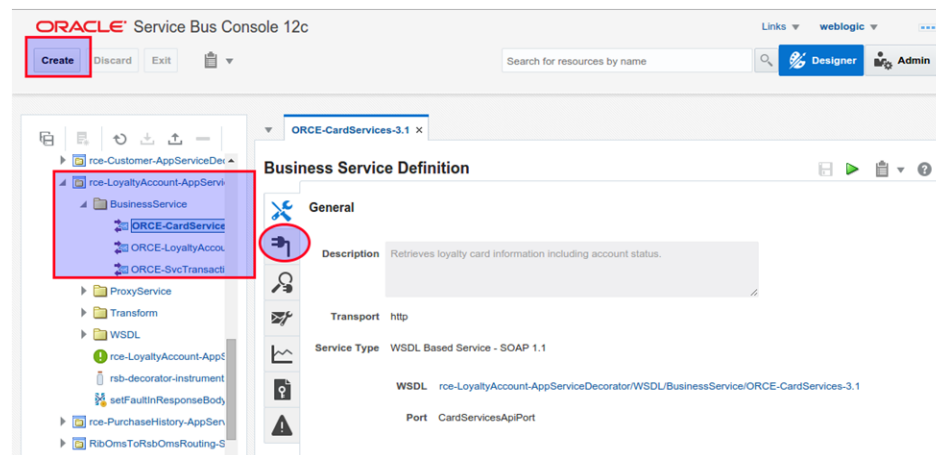 ORACLE® Service Bus Console 12c
Links weblogic
Create Discard Exit Search for resources by name Designer Admin
ORCE-CardServices-3.1 ×
rce-Customer-AppServiceDec
Business Service Definition
rce-LoyaltyAccount-AppServi
BusinessService
General
ORCE-CardService
ORCE-LoyaltyAccou
Description Retrieves loyalty card information including account status.
ORCE-SvcTransacti
ProxyService
Transform
Transport http
WSDL
Service Type WSDL Based Service - SOAP 1.1
rce-LoyaltyAccount-AppS
rsb-decorator-instrument
WSDL rce-LoyaltyAccount-AppServiceDecorator/WSDL/BusinessService/ORCE-CardServices-3.1
setFaultInResponseBody
Port CardServicesApiPort
rce-PurchaseHistory-AppServ
RibOmsToRsbOmsRouting-S